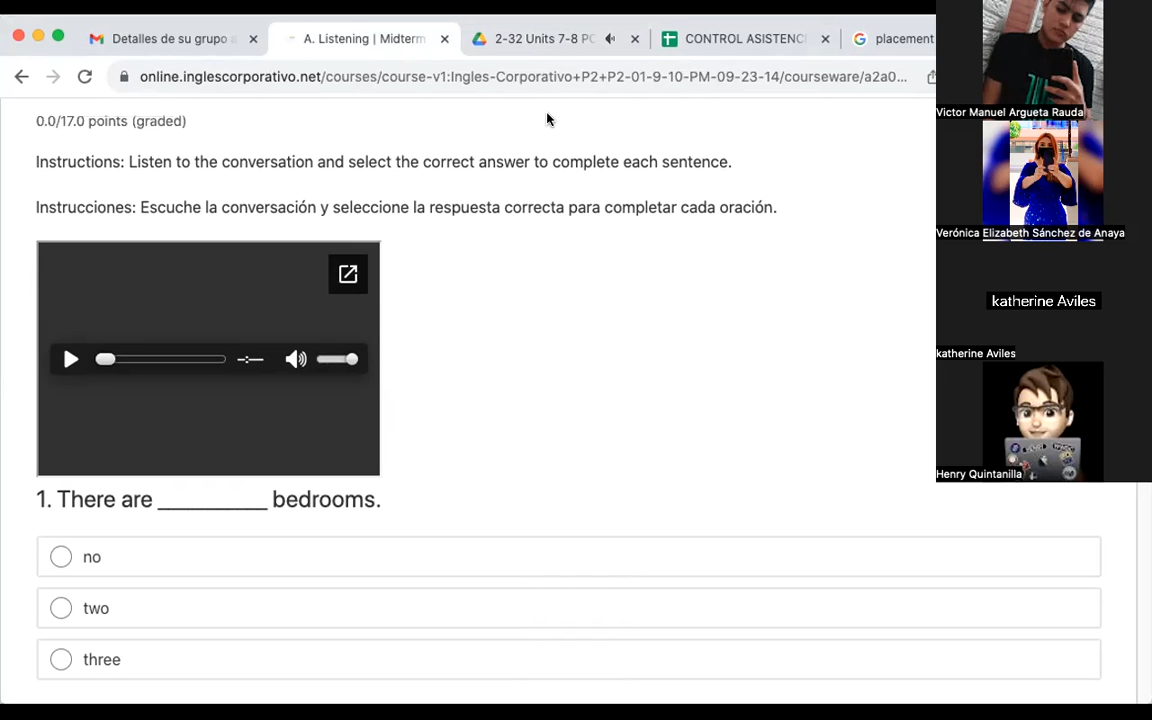 Detalles de su grupo
A. Listening | Midterm
2-32 Units 7-8 PC
CONTROL ASISTENC
placement
online.inglescorporativo.net/courses/course-v1:Ingles-Corporativo+P2+P2-01-9-10-PM-09-23-14/courseware/a2a0...
0.0/17.0 points (graded)
Instructions: Listen to the conversation and select the correct answer to complete each sentence.
Instrucciones: Escuche la conversación y seleccione la respuesta correcta para completar cada oración.
-:--
1. There are __________ bedrooms.
no
two
three
Victor Manuel Argueta Rauda
Verónica Elizabeth Sánchez de Anaya
katherine Aviles
katherine Aviles
Henry Quintanilla